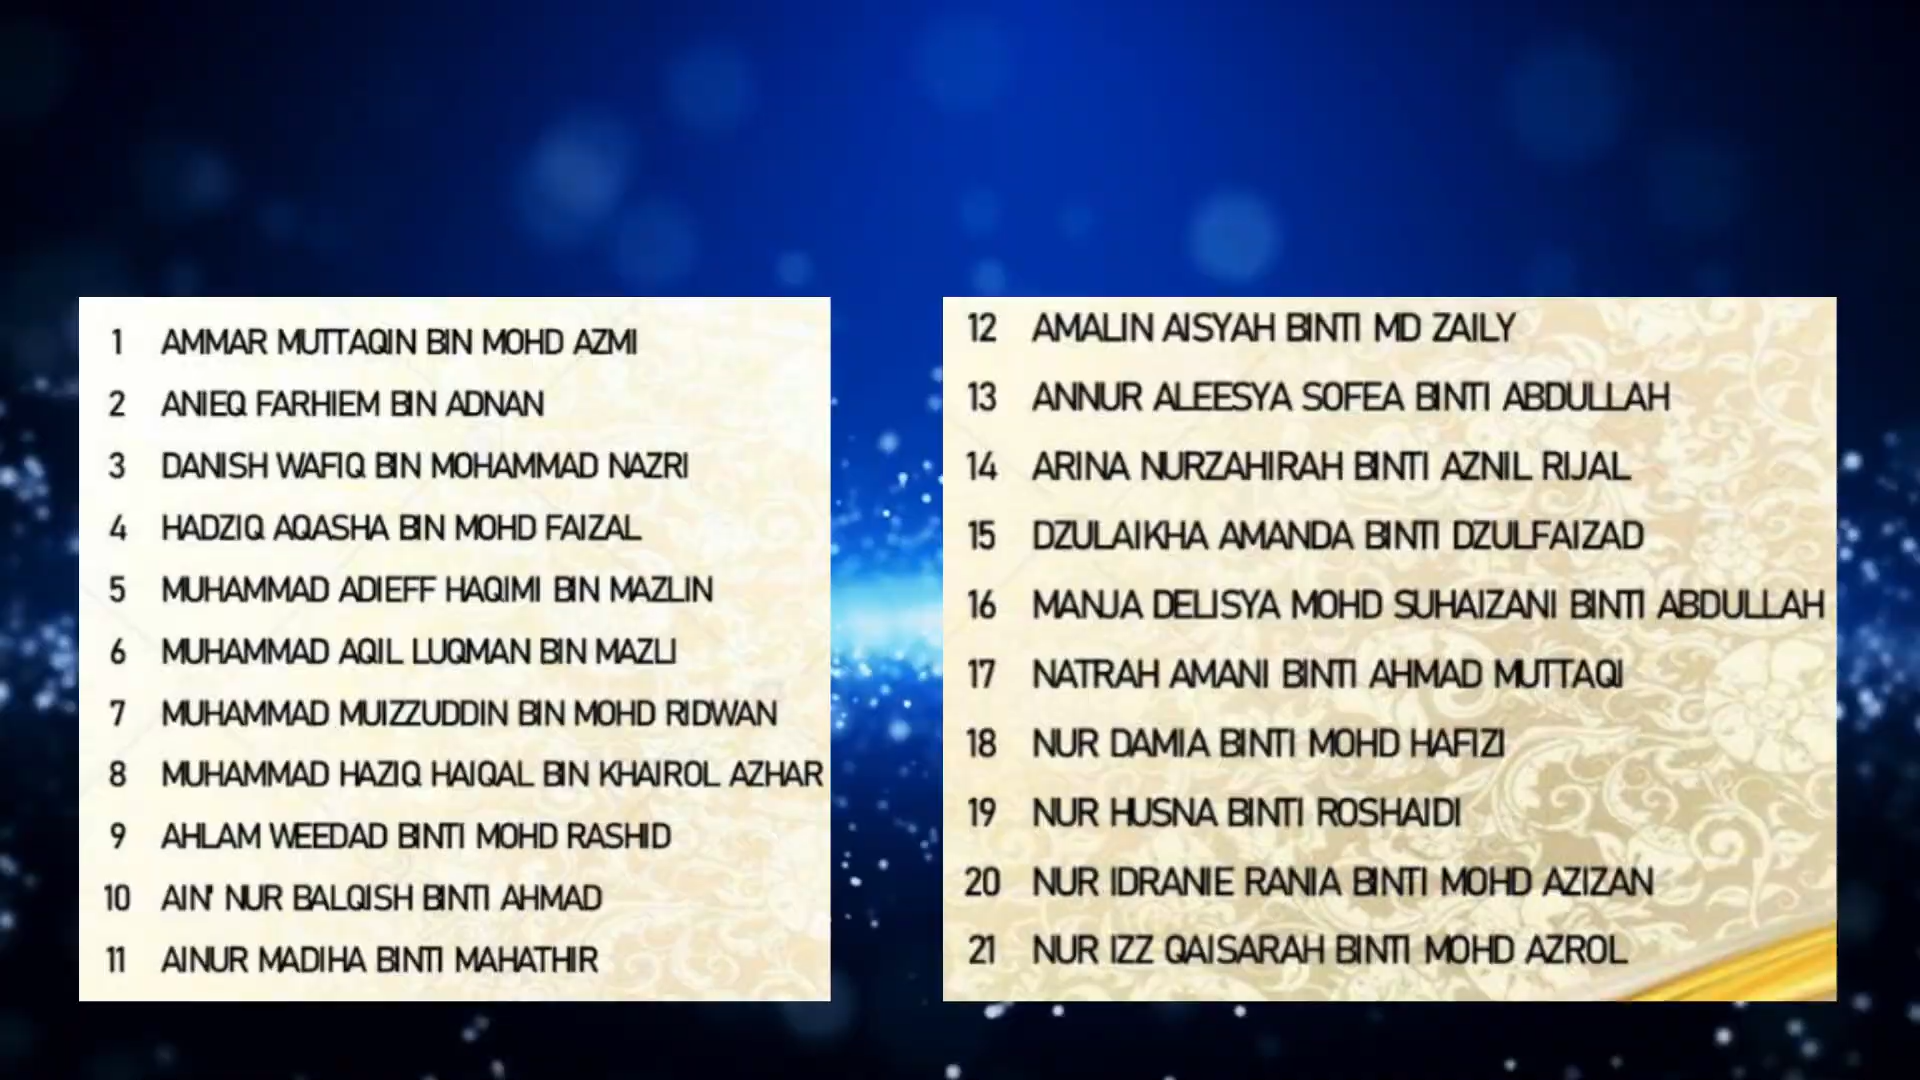 1 AMMAR MUTTAQIN BIN MOHD AZMI
2 ANIEQ FARHIEM BIN ADNAN
3 DANISH WAFIQ BIN MOHAMMAD NAZRI
4 HADZIQ AQASHA BIN MOHD FAIZAL
5 MUHAMMAD ADIEFF HAQIMI BIN MAZLIN
6 MUHAMMAD AQIL LUQMAN BIN MAZLI
7 MUHAMMAD MUIZZUDDIN BIN MOHD RIDWAN
8 MUHAMMAD HAZIQ HAIQAL BIN KHAIROL AZHAR
9 AHLAM WEEDAD BINTI MOHD RASHID
10 AIN' NUR BALQISH BINTI AHMAD
11 AINUR MADIHA BINTI MAHATHIR
12 AMALIN AISYAH BINTI MD ZAILY
13 ANNUR ALEESYA SOFEA BINTI ABDULLAH
14 ARINA NURZAHIRAH BINTI AZNIL RIJAL
15 DZULAIKHA AMANDA BINTI DZULFAIZAD
16 MANJA DELISYA MOHD SUHAIZANI BINTI ABDULLAH
17 NATRAH AMANI BINTI AHMAD MUTTAQI
18 NUR DAMIA BINTI MOHD HAFIZI
19 NUR HUSNA BINTI ROSHAIDI
20 NUR IDRANIE RANIA BINTI MOHD AZIZAN
21 NUR IZZ QAISARAH BINTI MOHD AZROL